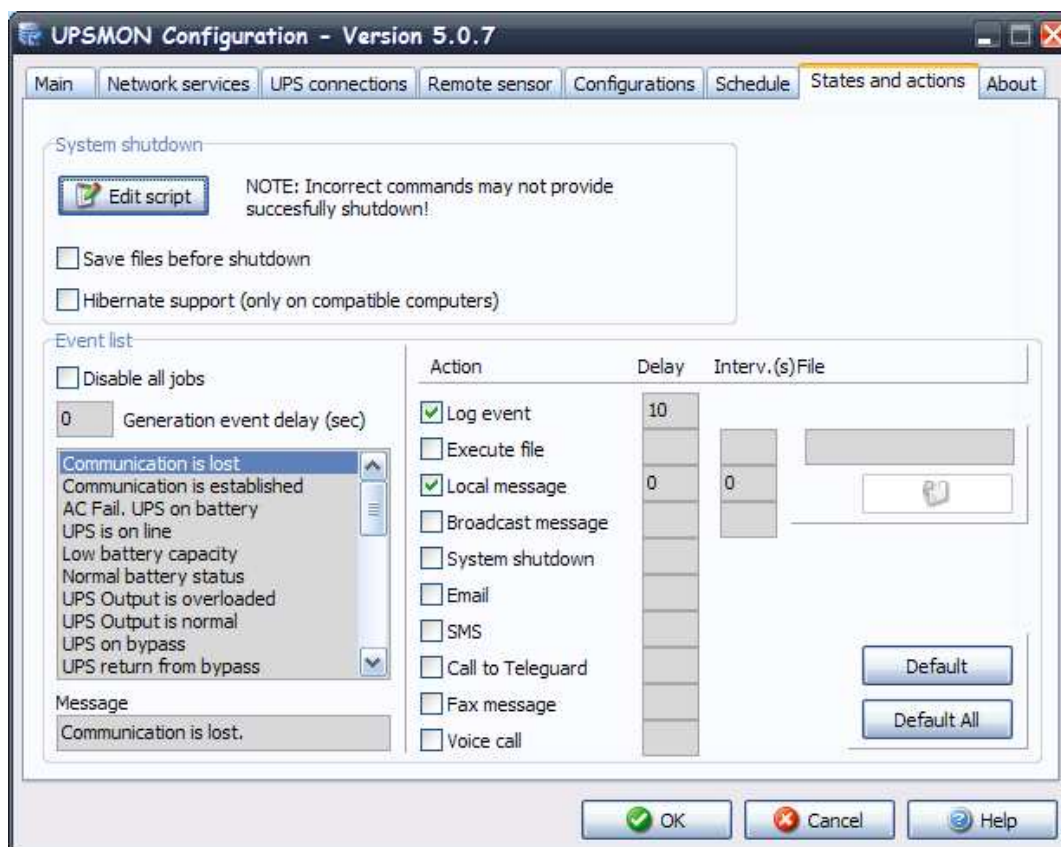 UPSMON Configuration - Version 5.0.7
Main Network services UPS connections Remote sensor Configurations Schedule States and actions About
System shutdown
Edit script
NOTE: Incorrect commands may not provide
succesfully shutdown!
Save files before shutdown
Hibernate support (only on compatible computers)
Event list
Disable all jobs
0 Generation event delay (sec)
Communication is lost
Communication is established
AC Fail. UPS on battery
UPS is on line
Low battery capacity
Normal battery status
UPS Output is overloaded
UPS Output is normal
UPS on bypass
UPS return from bypass
Message
Communication is lost.
Action Delay Interv.(s) File
Log event 10
Execute file
Local message 0 0
Broadcast message
System shutdown
Email
SMS
Call to Teleguard
Fax message
Voice call
Default
Default All
OK Cancel Help